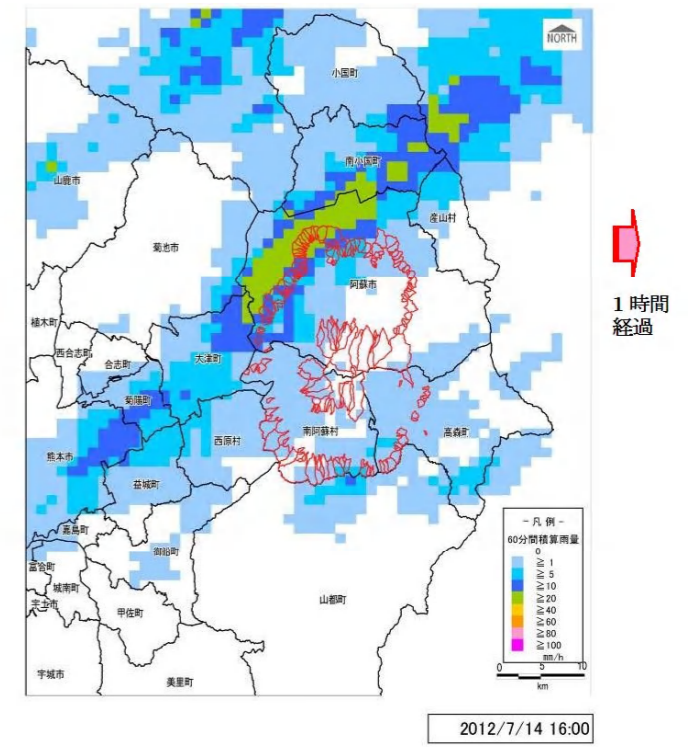 NORTH
小国町
南小国町
山鹿市
産山村
菊池市
阿蘇市
1時間
経過
植木町
西合志町
合志町
大津町
菊陽町
南阿蘇村
高森町
西原村
熊本市
益城町
嘉島町
御船町
富合町
城南町
宇土市
甲佐町
山都町
宇城市
美里町
－凡 例－
60分間積算雨量
0
≧1
≧5
≧10
≧20
≧40
≧60
≧80
≧100
mm/h
0 5 10
km
2012/7/14 16:00